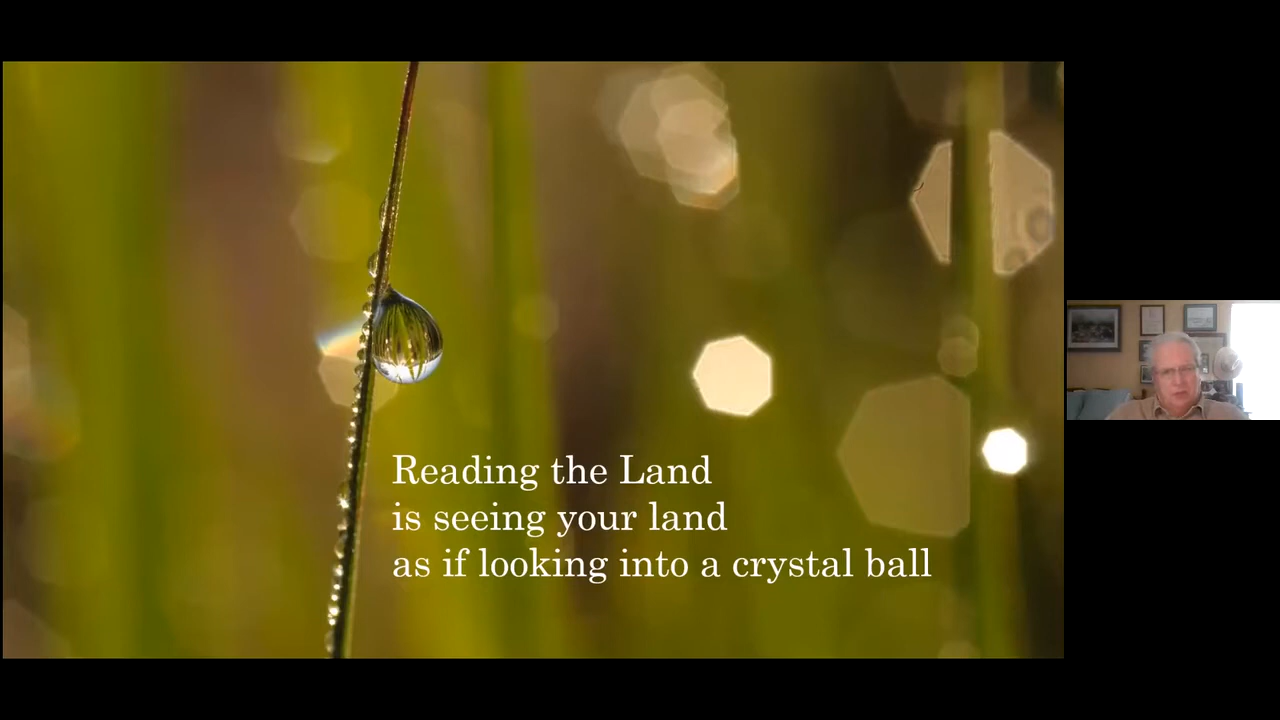 Reading the Land
is seeing your land
as if looking into a crystal ball